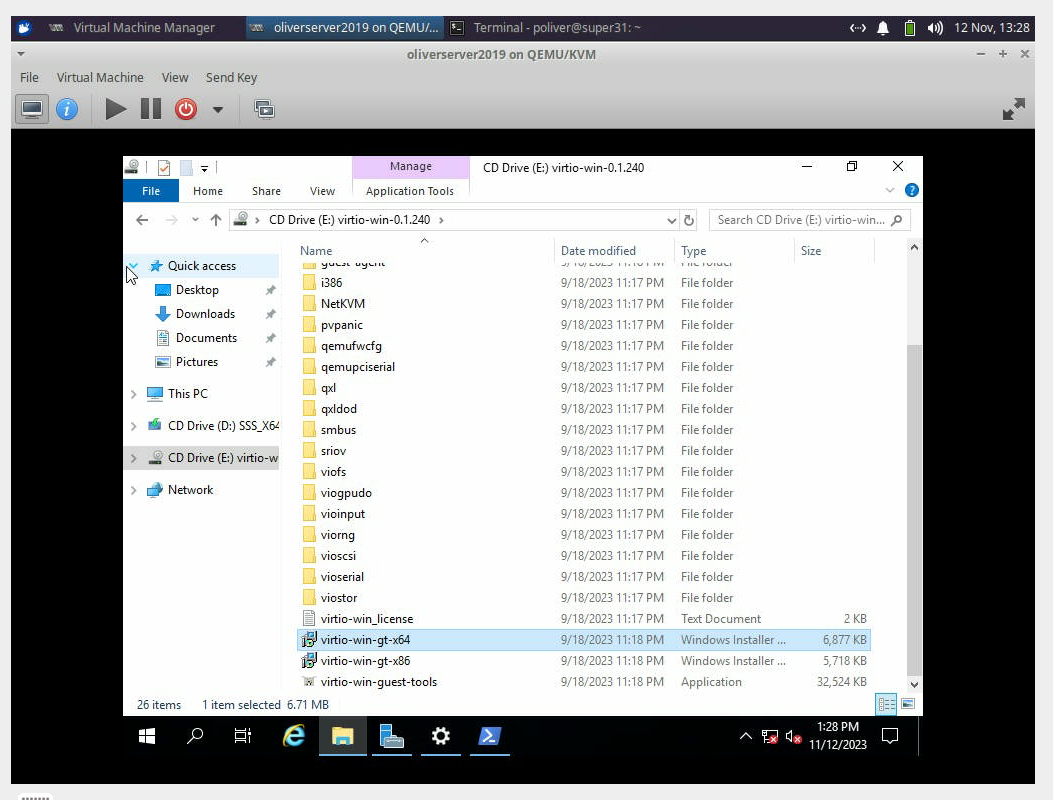 Virtual Machine Manager oliverserver2019 on QEMU/... Terminal - poliver@super31: ~ 12 Nov, 13:28
oliverserver2019 on QEMU/KVM
File Virtual Machine View Send Key
Manage CD Drive (E:) virtio-win-0.1.240
File Home Share View Application Tools
CD Drive (E:) virtio-win-0.1.240 Search CD Drive (E:) virtio-win...
Name Date modified Type Size
Quick access
Desktop
Downloads
Documents
Pictures
This PC
CD Drive (D:) SSS_X64
CD Drive (E:) virtio-w
Network
guest-agent 9/18/2023 11:18 PM File folder
i386 9/18/2023 11:17 PM File folder
NetKVM 9/18/2023 11:17 PM File folder
pvpanic 9/18/2023 11:17 PM File folder
qemufwcfg 9/18/2023 11:17 PM File folder
qemupciserial 9/18/2023 11:17 PM File folder
qxl 9/18/2023 11:17 PM File folder
qxldod 9/18/2023 11:17 PM File folder
smbus 9/18/2023 11:17 PM File folder
sriov 9/18/2023 11:17 PM File folder
viofs 9/18/2023 11:17 PM File folder
viogpudo 9/18/2023 11:17 PM File folder
vioinput 9/18/2023 11:17 PM File folder
viorng 9/18/2023 11:17 PM File folder
vioscsi 9/18/2023 11:17 PM File folder
vioserial 9/18/2023 11:17 PM File folder
viostor 9/18/2023 11:17 PM File folder
virtio-win_license 9/18/2023 11:17 PM Text Document 2 KB
virtio-win-gt-x64 9/18/2023 11:18 PM Windows Installer ... 6,877 KB
virtio-win-gt-x86 9/18/2023 11:18 PM Windows Installer ... 5,718 KB
virtio-win-guest-tools 9/18/2023 11:18 PM Application 32,524 KB
26 items 1 item selected 6.71 MB
1:28 PM
11/12/2023